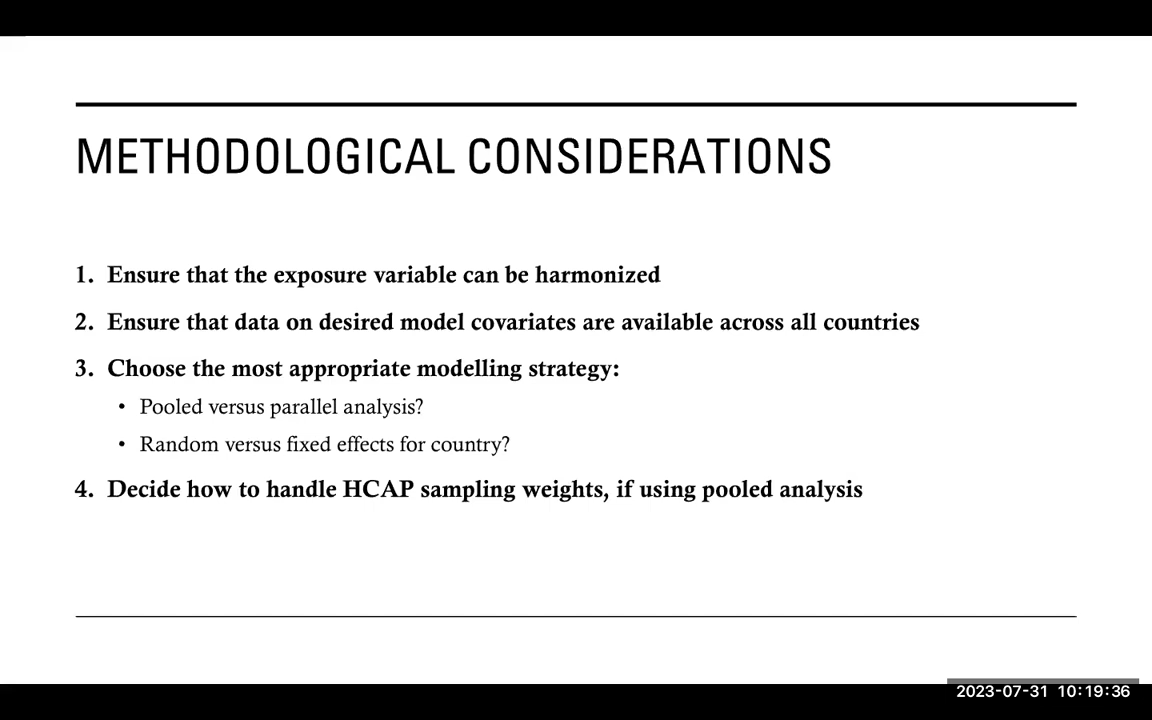 METHODOLOGICAL CONSIDERATIONS
1. Ensure that the exposure variable can be harmonized
2. Ensure that data on desired model covariates are available across all countries
3. Choose the most appropriate modelling strategy:
• Pooled versus parallel analysis?
• Random versus fixed effects for country?
4. Decide how to handle HCAP sampling weights, if using pooled analysis
2023-07-31 10:19:36